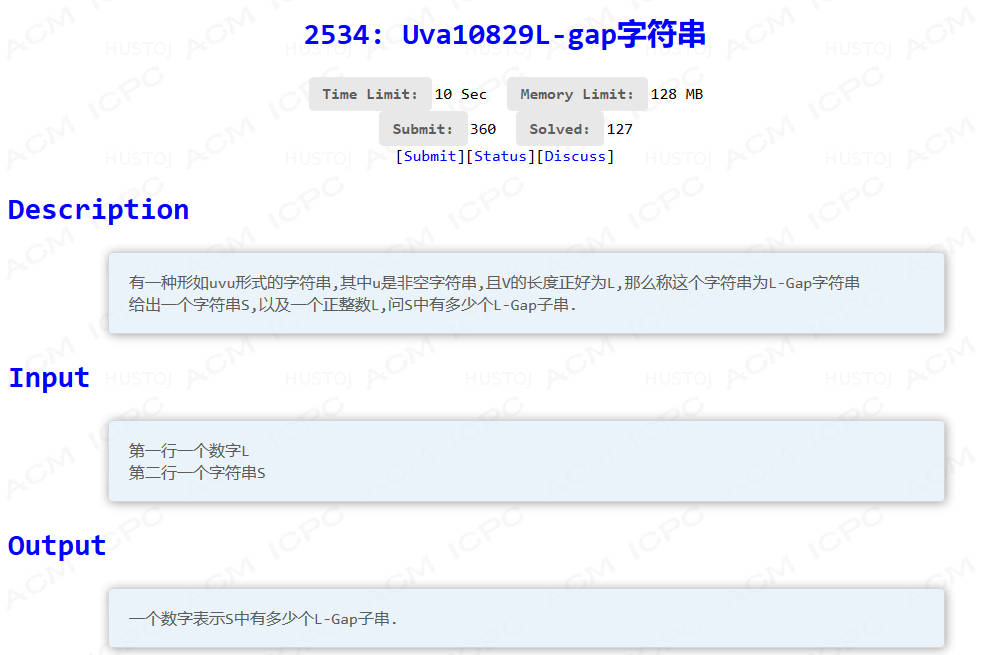 2534: Uva10829L-gap字符串
Time Limit: 10 Sec Memory Limit: 128 MB
Submit: 360 Solved: 127
[Submit][Status][Discuss]
Description
有一种形如uvu形式的字符串,其中u是非空字符串,且V的长度正好为L,那么称这个字符串为L-Gap字符串
给出一个字符串S,以及一个正整数L,问S中有多少个L-Gap子串.
Input
第一行一个数字L
第二行一个字符串S
Output
一个数字表示S中有多少个L-Gap子串.